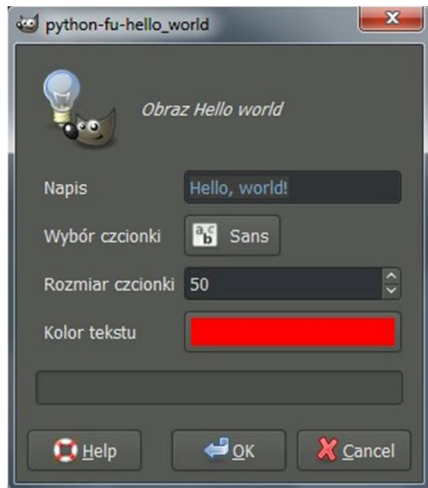 python-fu-hello_world
Obraz Hello world
Napis Hello, world!
Wybór czcionki Sans
Rozmiar czcionki 50
Kolor tekstu
Help OK Cancel